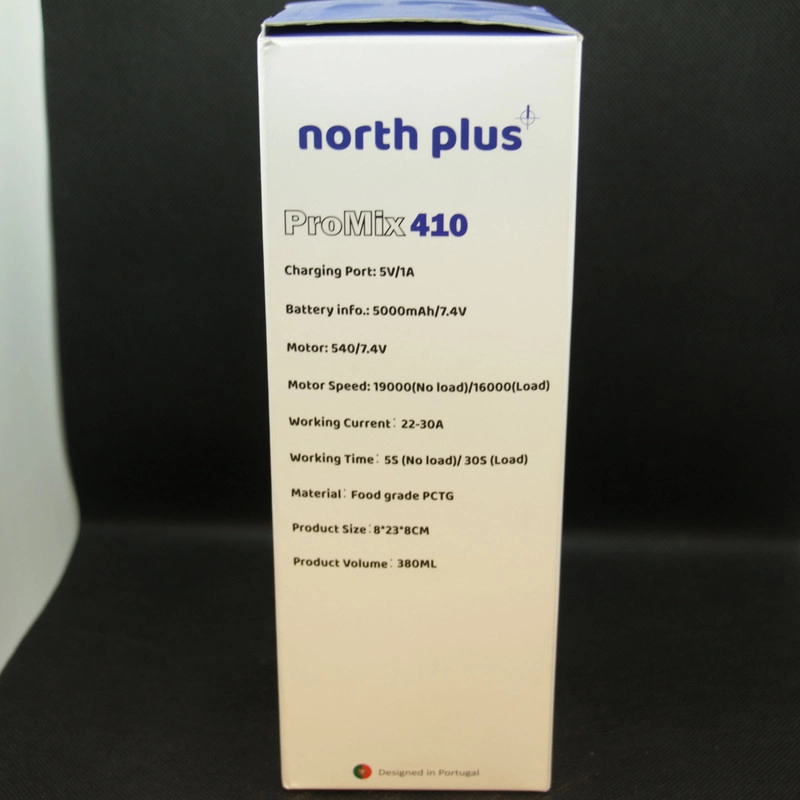 north plus
ProMix 410
Charging Port: 5V/1A
Battery info.: 5000mAh/7.4V
Motor: 540/7.4V
Motor Speed: 19000(No load)/16000(Load)
Working Current: 22-30A
Working Time: 5S (No load)/ 30S (Load)
Material: Food grade PCTG
Product Size:8*23*8CM
Product Volume: 380ML
Designed in Portugal